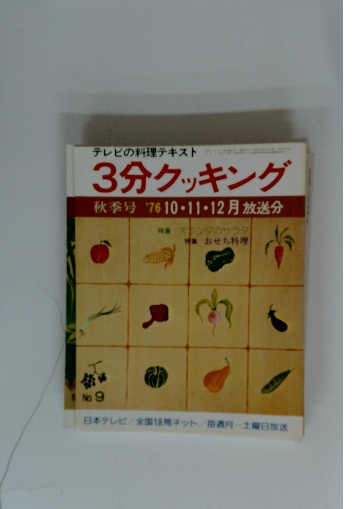 テレビの料理テキスト
3分クッキング
秋季号 '76 10・11・12月放送分
特集 オランダのサラダ
特集 おせち料理
No 9
日本テレビ/全国18局ネット/毎週月―土曜日放送